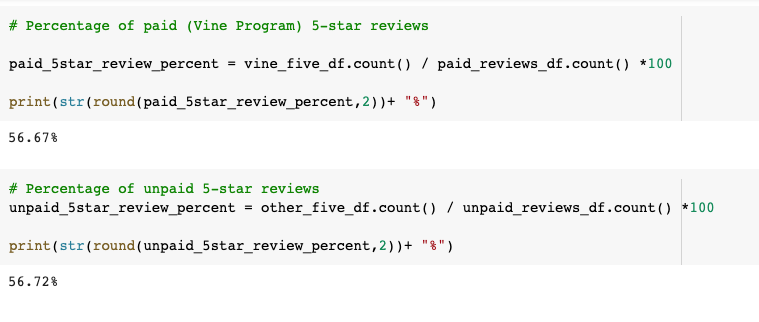 # Percentage of paid (Vine Program) 5-star reviews
paid_5star_review_percent = vine_five_df.count() / paid_reviews_df.count() *100
print(str(round(paid_5star_review_percent,2))+ "%")
56.67%
# Percentage of unpaid 5-star reviews
unpaid_5star_review_percent = other_five_df.count() / unpaid_reviews_df.count() *100
print(str(round(unpaid_5star_review_percent,2))+ "%")
56.72%